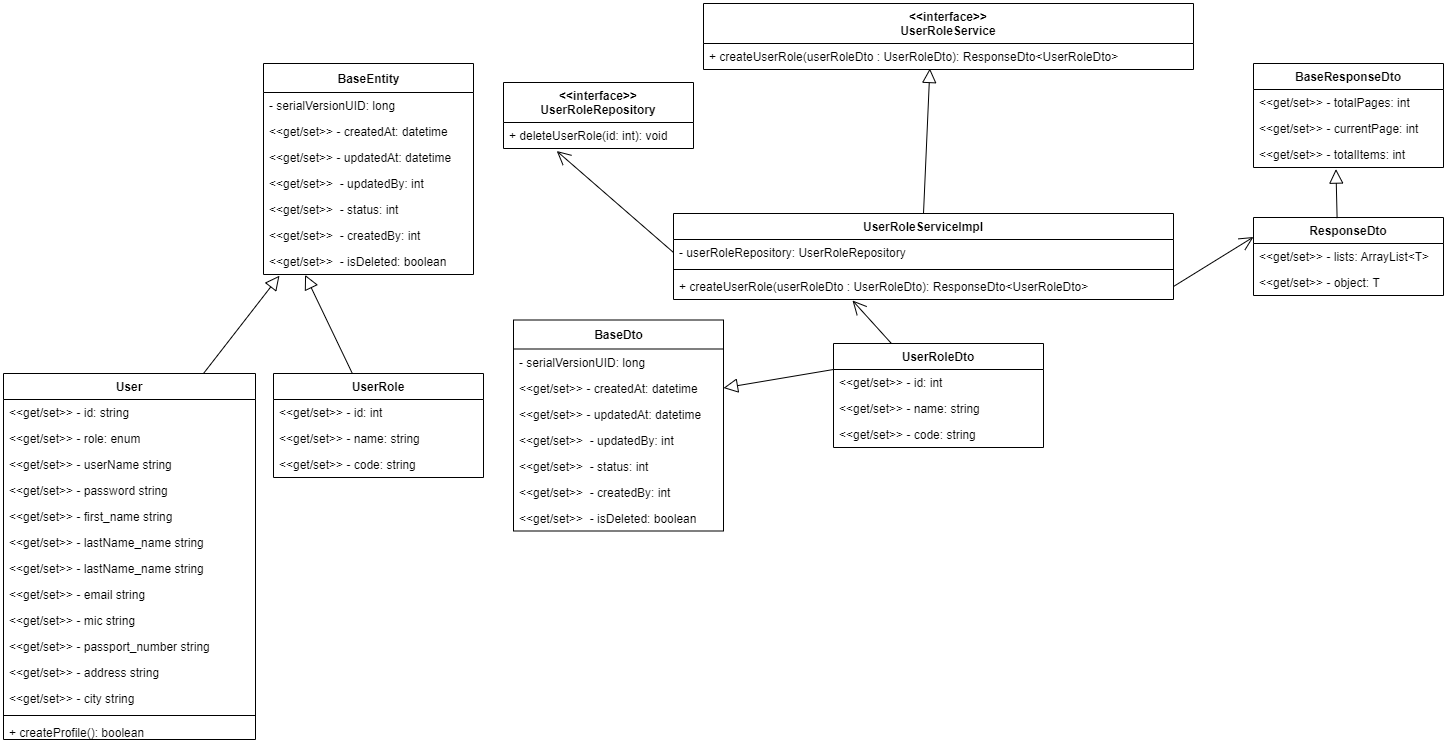 <<interface>>
UserRoleService
+ createUserRole(userRoleDto : UserRoleDto): ResponseDto<UserRoleDto>
BaseEntity
- serialVersionUID: long
<<get/set>> - createdAt: datetime
<<get/set>> - updatedAt: datetime
<<get/set>> - updatedBy: int
<<get/set>> - status: int
<<get/set>> - createdBy: int
<<get/set>> - isDeleted: boolean
<<interface>>
UserRoleRepository
+ deleteUserRole(id: int): void
BaseResponseDto
<<get/set>> - totalPages: int
<<get/set>> - currentPage: int
<<get/set>> - totalItems: int
UserRoleServiceImpl
- userRoleRepository: UserRoleRepository
+ createUserRole(userRoleDto : UserRoleDto): ResponseDto<UserRoleDto>
ResponseDto
<<get/set>> - lists: ArrayList<T>
<<get/set>> - object: T
BaseDto
- serialVersionUID: long
<<get/set>> - createdAt: datetime
<<get/set>> - updatedAt: datetime
<<get/set>> - updatedBy: int
<<get/set>> - status: int
<<get/set>> - createdBy: int
<<get/set>> - isDeleted: boolean
UserRoleDto
<<get/set>> - id: int
<<get/set>> - name: string
<<get/set>> - code: string
User
<<get/set>> - id: string
<<get/set>> - role: enum
<<get/set>> - userName string
<<get/set>> - password string
<<get/set>> - first_name string
<<get/set>> - lastName_name string
<<get/set>> - lastName_name string
<<get/set>> - email string
<<get/set>> - mic string
<<get/set>> - passport_number string
<<get/set>> - address string
<<get/set>> - city string
+ createProfile(): boolean
UserRole
<<get/set>> - id: int
<<get/set>> - name: string
<<get/set>> - code: string